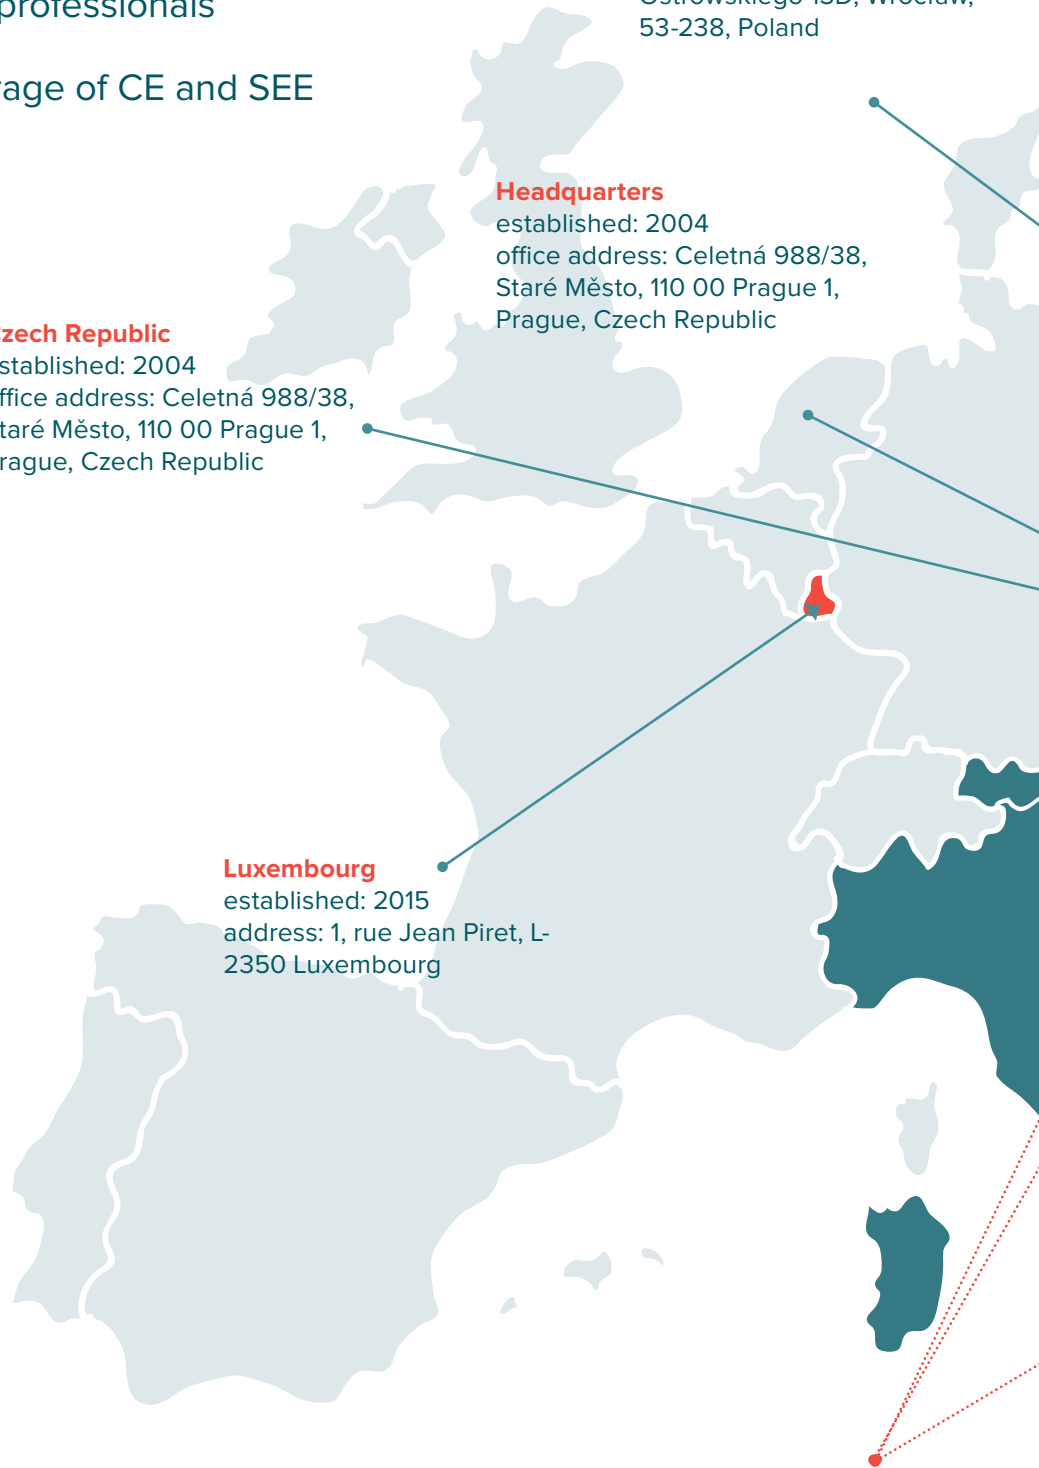 professionals
53-238, Poland
rage of CE and SEE
Headquarters
established: 2004
office address: Celetná 988/38,
Staré Město, 110 00 Prague 1,
Prague, Czech Republic
zech Republic
stablished: 2004
ffice address: Celetná 988/38,
taré Město, 110 00 Prague 1,
rague, Czech Republic
Luxembourg
established: 2015
address: 1, rue Jean Piret, L-
2350 Luxembourg